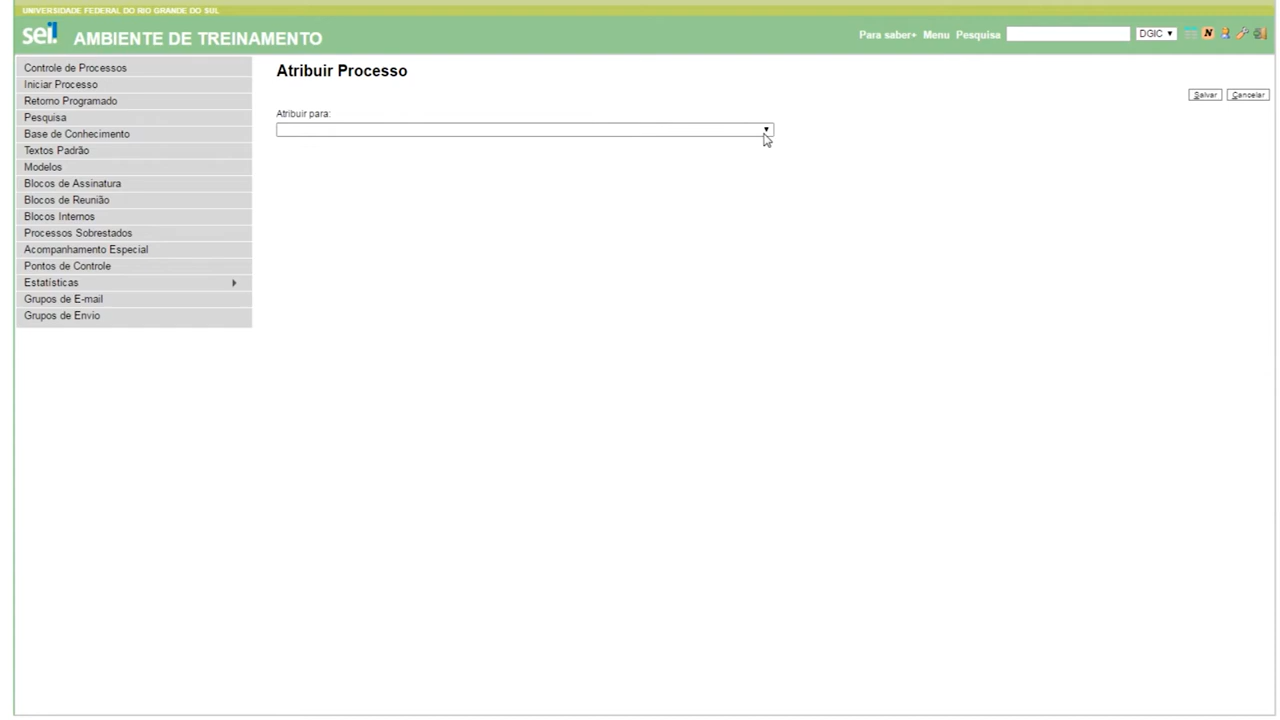 UNIVERSIDADE FEDERAL DO RIO GRANDE DO SUL
sei. AMBIENTE DE TREINAMENTO
Para saber+ Menu Pesquisa DGIC
N
Controle de Processos
Iniciar Processo
Retorno Programado
Pesquisa
Base de Conhecimento
Textos Padrão
Modelos
Blocos de Assinatura
Blocos de Reunião
Blocos Internos
Processos Sobrestados
Acompanhamento Especial
Pontos de Controle
Estatísticas
Grupos de E-mail
Grupos de Envio
Atribuir Processo
Salvar Cancelar
Atribuir para: